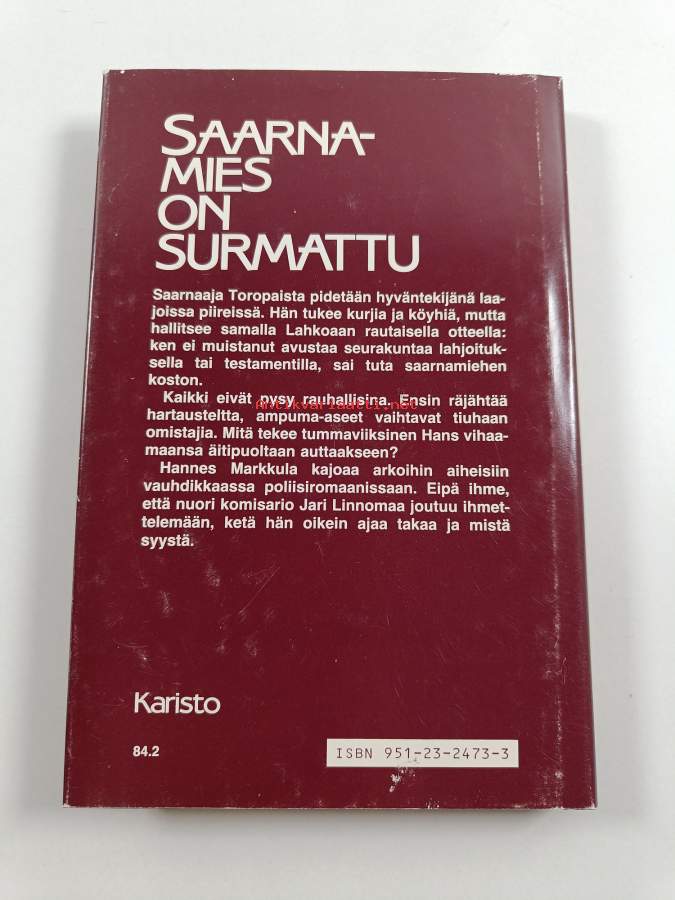 SAARNA-
MIES
ON
SURMATTU
Saarnaaja Toropaista pidetään hyväntekijänä laa-
joissa piireissä. Hän tukee kurjia ja köyhiä, mutta
hallitsee samalla Lahkoaan rautaisella otteella:
ken ei muistanut avustaa seurakuntaa lahjoituk-
sella tai testamentilla, sai tuta saarnamiehen
koston.
Kaikki eivät pysy rauhallisina. Ensin räjähtää
antikvariaatti.net
hartausteltta, ampuma-aseet vaihtavat tiuhaan
omistajia. Mitä tekee tummaviiksinen Hans vihaa-
maansa äitipuoltaan auttaakseen?
Hannes Markkula kajoaa arkoihin aiheisiin
vauhdikkaassa poliisiromaanissaan. Eipä ihme,
että nuori komisario Jari Linnomaa joutuu ihmet-
telemään, ketä hän oikein ajaa takaa ja mistä
syystä.
Karisto
84.2
ISBN 951-23-2473-3